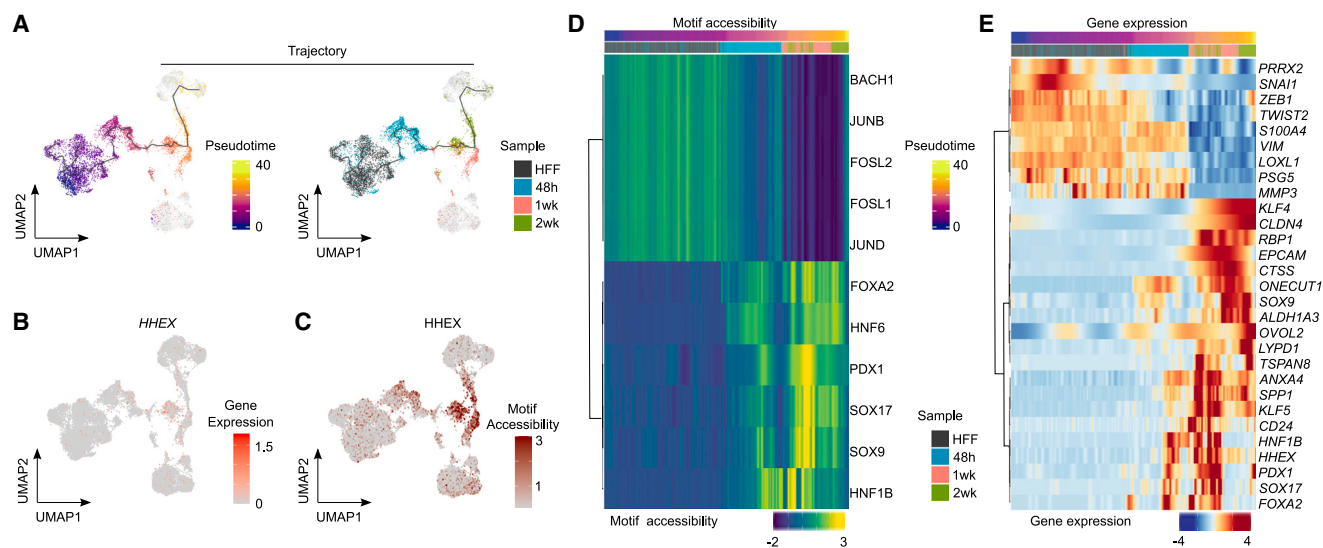 A
Trajectory
Pseudotime
40
0
UMAP2
UMAP1
Sample
HFF
48h
1wk
2wk
UMAP2
UMAP1
B
HHEX
Gene
Expression
1.5
0
UMAP2
UMAP1
C
HHEX
Motif
Accessibility
3
1
UMAP2
UMAP1
D
Motif accessibility
BACH1
JUNB
FOSL2
FOSL1
JUND
FOXA2
HNF6
PDX1
SOX17
SOX9
HNF1B
Motif accessibility
-2
3
Pseudotime
40
0
Sample
HFF
48h
1wk
2wk
E
Gene expression
PRRX2
SNAI1
ZEB1
TWIST2
S100A4
VIM
LOXL1
PSG5
MMP3
KLF4
CLDN4
RBP1
EPCAM
CTSS
ONECUT1
SOX9
ALDH1A3
OVOL2
LYPD1
TSPAN8
ANXA4
SPP1
KLF5
CD24
HNF1B
HHEX
PDX1
SOX17
FOXA2
Gene expression
-4
4